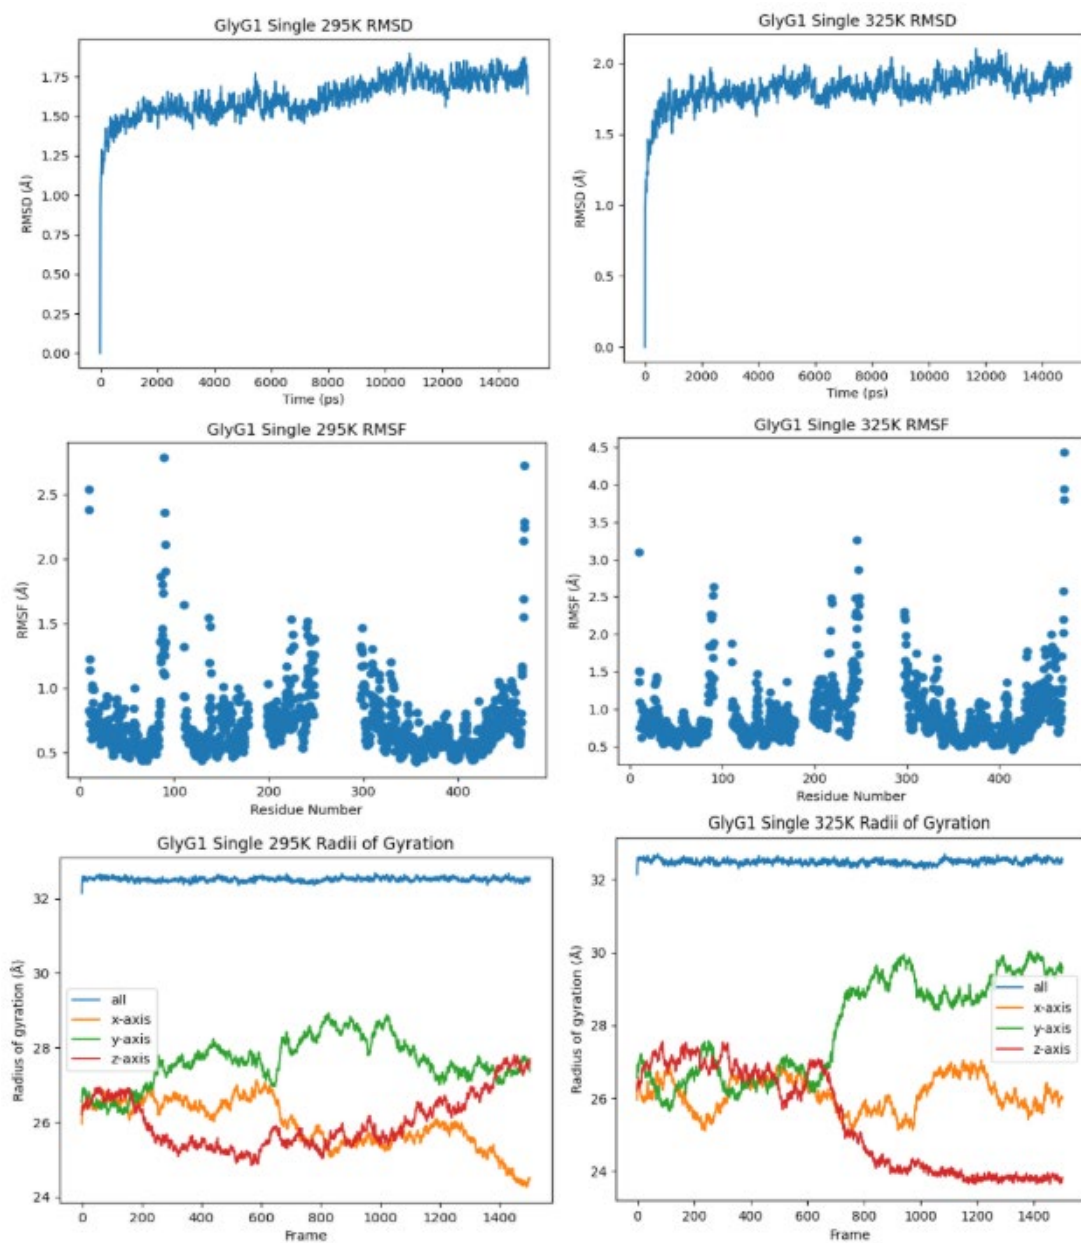 GlyG1 Single 295K RMSD
RMSD (Å)
1.75
1.50
1.25
1.00
0.75
0.50
0.25
0.00
0 2000 4000 6000 8000 10000 12000 14000
Time (ps)
GlyG1 Single 325K RMSD
RMSD (Å)
2.0
1.5
1.0
0.5
0.0
0 2000 4000 6000 8000 10000 12000 14000
Time (ps)
GlyG1 Single 295K RMSF
RMSF (Å)
2.5
2.0
1.5
1.0
0.5
0 100 200 300 400
Residue Number
GlyG1 Single 325K RMSF
RMSF (Å)
4.5
4.0
3.5
3.0
2.5
2.0
1.5
1.0
0.5
0 100 200 300 400
Residue Number
GlyG1 Single 295K Radii of Gyration
Radius of gyration (Å)
32
30
28
26
24
all
x-axis
y-axis
z-axis
0 200 400 600 800 1000 1200 1400
Frame
GlyG1 Single 325K Radii of Gyration
Radius of gyration (Å)
32
30
28
26
24
all
x-axis
y-axis
z-axis
0 200 400 600 800 1000 1200 1400
Frame